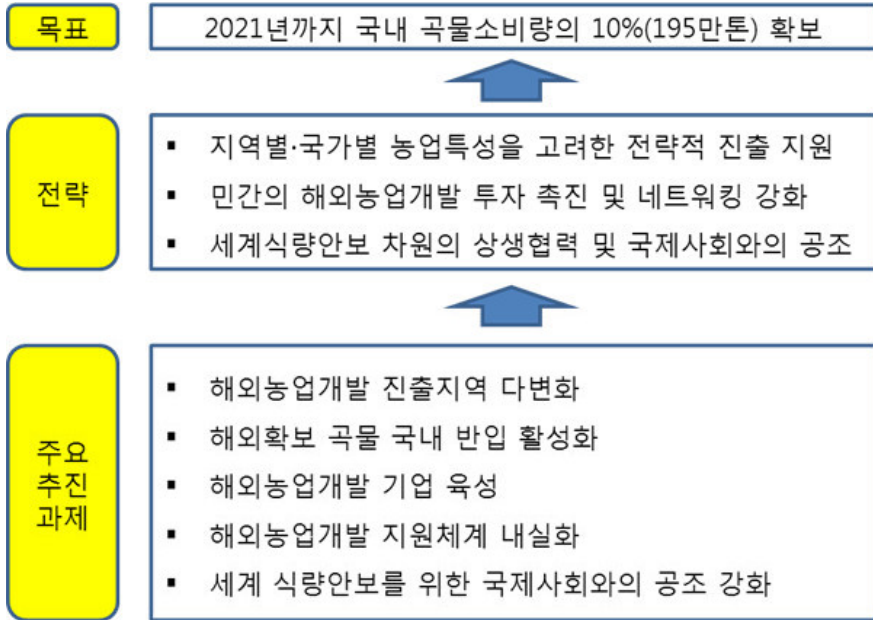 목표
2021년까지 국내 곡물소비량의 10%(195만톤) 확보
전략
▪ 지역별·국가별 농업특성을 고려한 전략적 진출 지원
▪ 민간의 해외농업개발 투자 촉진 및 네트워킹 강화
▪ 세계식량안보 차원의 상생협력 및 국제사회와의 공조
주요
추진
과제
▪ 해외농업개발 진출지역 다변화
▪ 해외확보 곡물 국내 반입 활성화
▪ 해외농업개발 기업 육성
▪ 해외농업개발 지원체계 내실화
▪ 세계 식량안보를 위한 국제사회와의 공조 강화